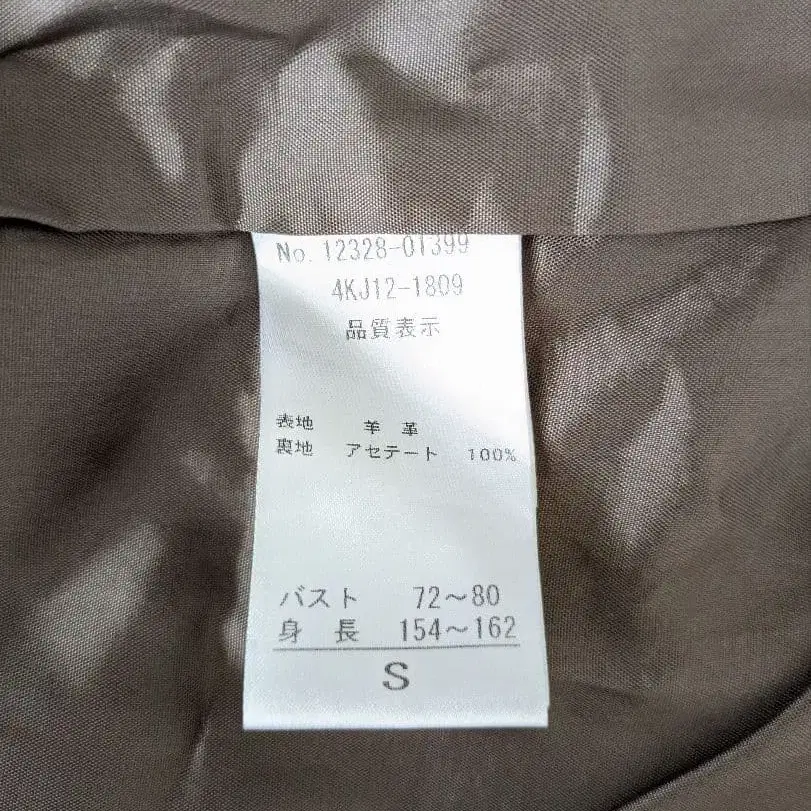 No. 12328-01399
4KJ12-1809
品質表示
表地 羊革
裏地 アセテート 100%
バスト 72～80
身長 154～162
S